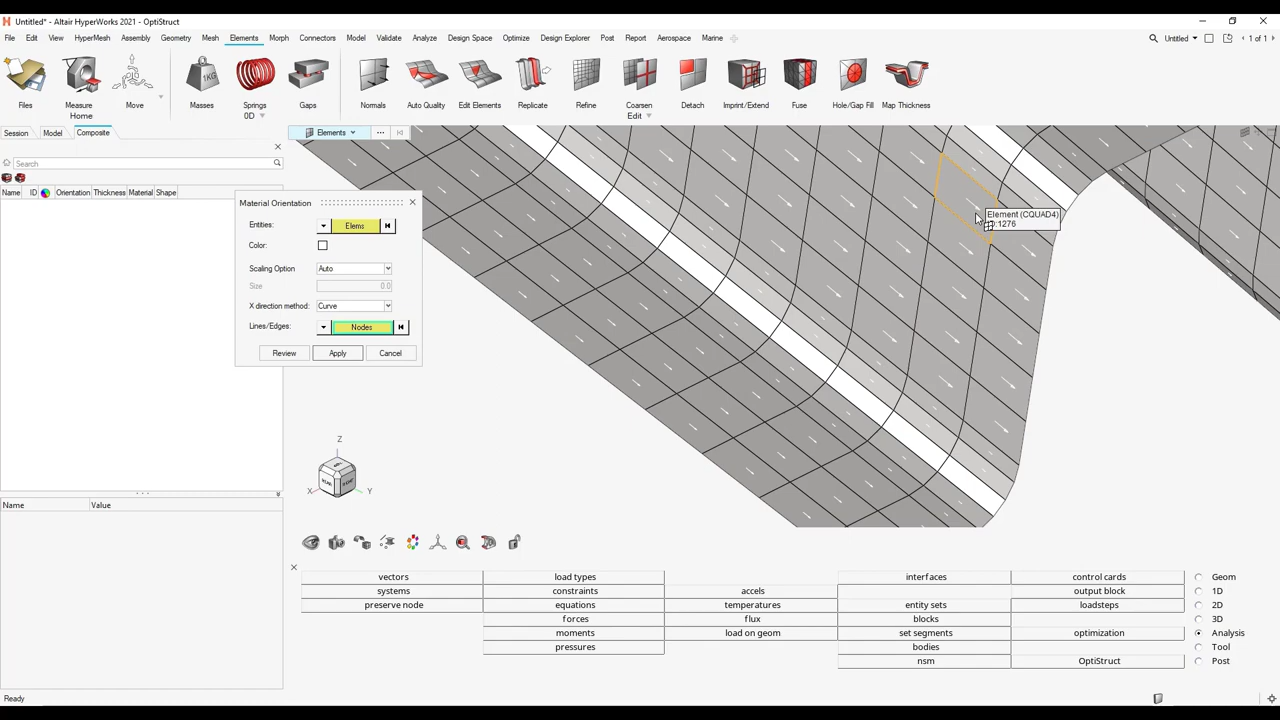 Untitled* - Altair HyperWorks 2021 - OptiStruct
File Edit View HyperMesh Assembly Geometry Mesh Elements Morph Connectors Model Validate Analyze Design Space Optimize Design Explorer Post Report Aerospace Marine Untitled 1 of 1
1KG
Files Measure Move Masses Springs Gaps Normals Auto Quality Edit Elements Replicate Refine Coarsen Detach Imprint/Extend Fuse Hole/Gap Fill Map Thickness
Home 0D Edit
Session Model Composite Elements
Search
Name ID Orientation Thickness Material Shape
Material Orientation
Entities: Elems
Color:
Scaling Option Auto
Size 0.0
X direction method: Curve
Lines/Edges: Nodes
Review Apply Cancel
Element (CQUAD4)
ID:1276
Z
X Y
Name Value
vectors load types interfaces control cards Geom
systems constraints accels output block 1D
preserve node equations temperatures entity sets loadsteps 2D
forces flux blocks 3D
moments load on geom set segments optimization Analysis
pressures bodies Tool
nsm OptiStruct Post
Ready